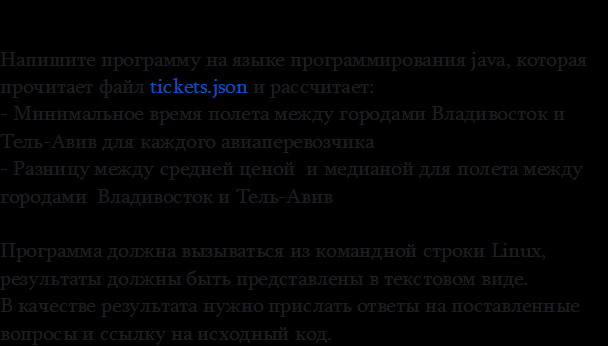 Напишите программу на языке программирования java, которая
прочитает файл tickets.json и рассчитает:
- Минимальное время полета между городами Владивосток и
Тель-Авив для каждого авиаперевозчика
- Разницу между средней ценой и медианой для полета между
городами Владивосток и Тель-Авив
Программа должна вызываться из командной строки Linux,
результаты должны быть представлены в текстовом виде.
В качестве результата нужно прислать ответы на поставленные
вопросы и ссылку на исходный код.